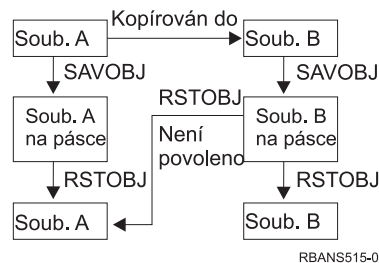 Kopírován do
Soub. A
Soub. B
SAVOBJ
SAVOBJ
RSTOBJ
Soub. A
na pásce
Není
povoleno
Soub. B
na pásce
RSTOBJ
RSTOBJ
Soub. A
Soub. B
RBANS515-0